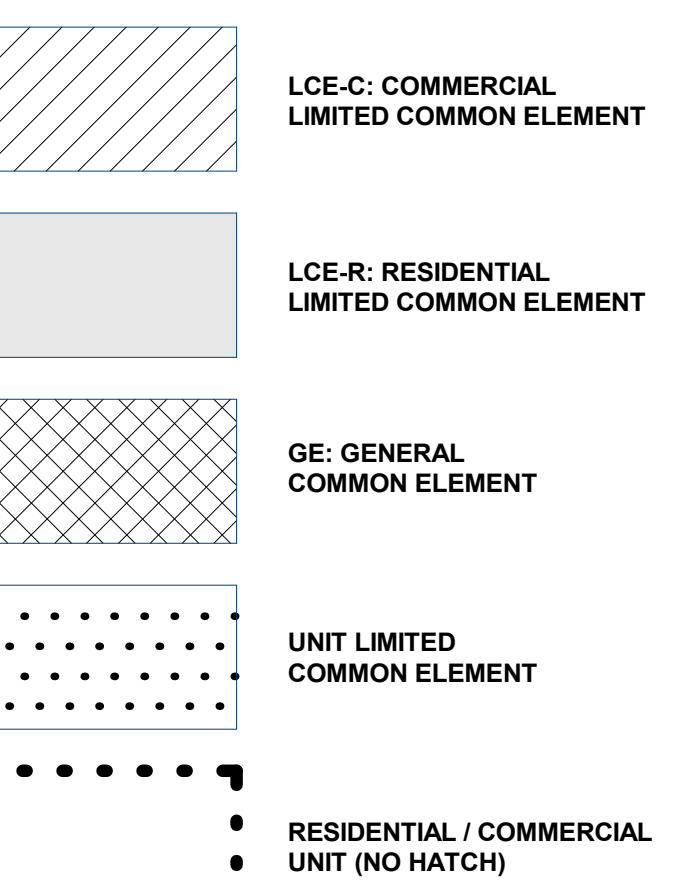 LCE-C: COMMERCIAL
LIMITED COMMON ELEMENT
LCE-R: RESIDENTIAL
LIMITED COMMON ELEMENT
GE: GENERAL
COMMON ELEMENT
UNIT LIMITED
COMMON ELEMENT
RESIDENTIAL / COMMERCIAL
UNIT (NO HATCH)